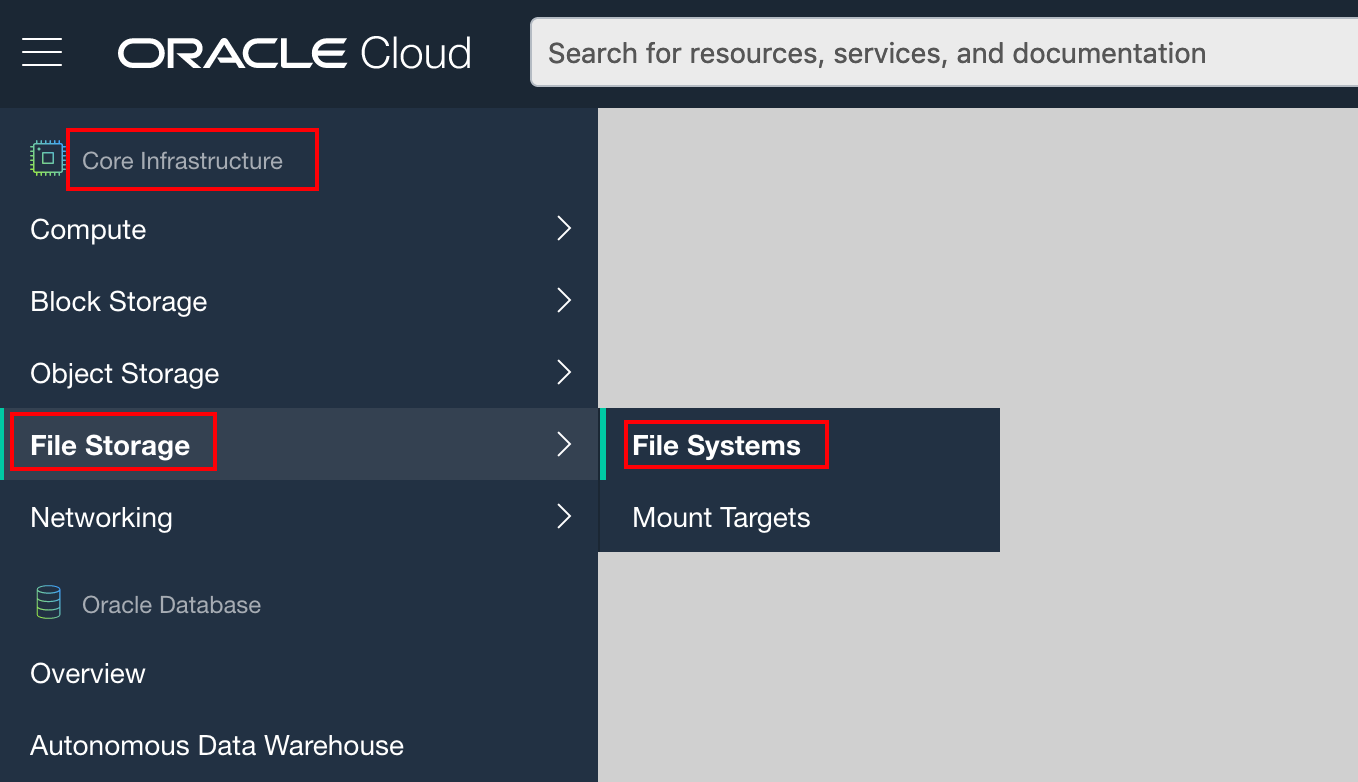 ORACLE Cloud
Search for resources, services, and documentation
Core Infrastructure
Compute
Block Storage
Object Storage
File Storage
File Systems
Networking
Mount Targets
Oracle Database
Overview
Autonomous Data Warehouse